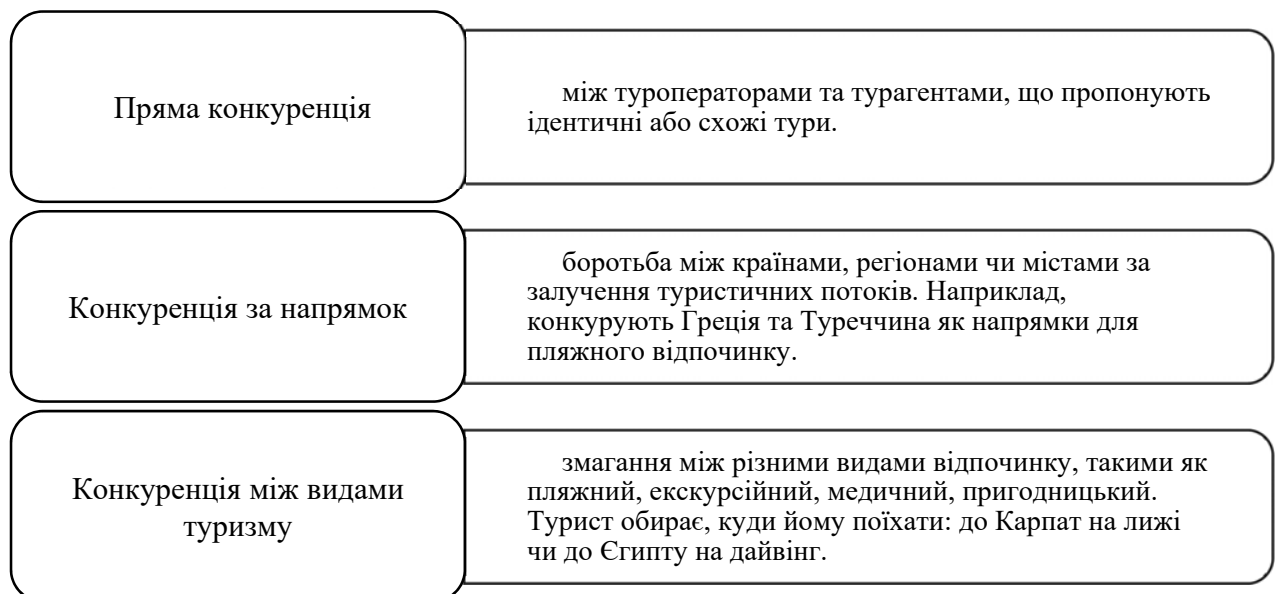 Пряма конкуренція
між туроператорами та турагентами, що пропонують
ідентичні або схожі тури.
Конкуренція за напрямок
боротьба між країнами, регіонами чи містами за
залучення туристичних потоків. Наприклад,
конкурують Греція та Туреччина як напрямки для
пляжного відпочинку.
Конкуренція між видами
туризму
змагання між різними видами відпочинку, такими як
пляжний, екскурсійний, медичний, пригодницький.
Турист обирає, куди йому поїхати: до Карпат на лижі
чи до Єгипту на дайвінг.